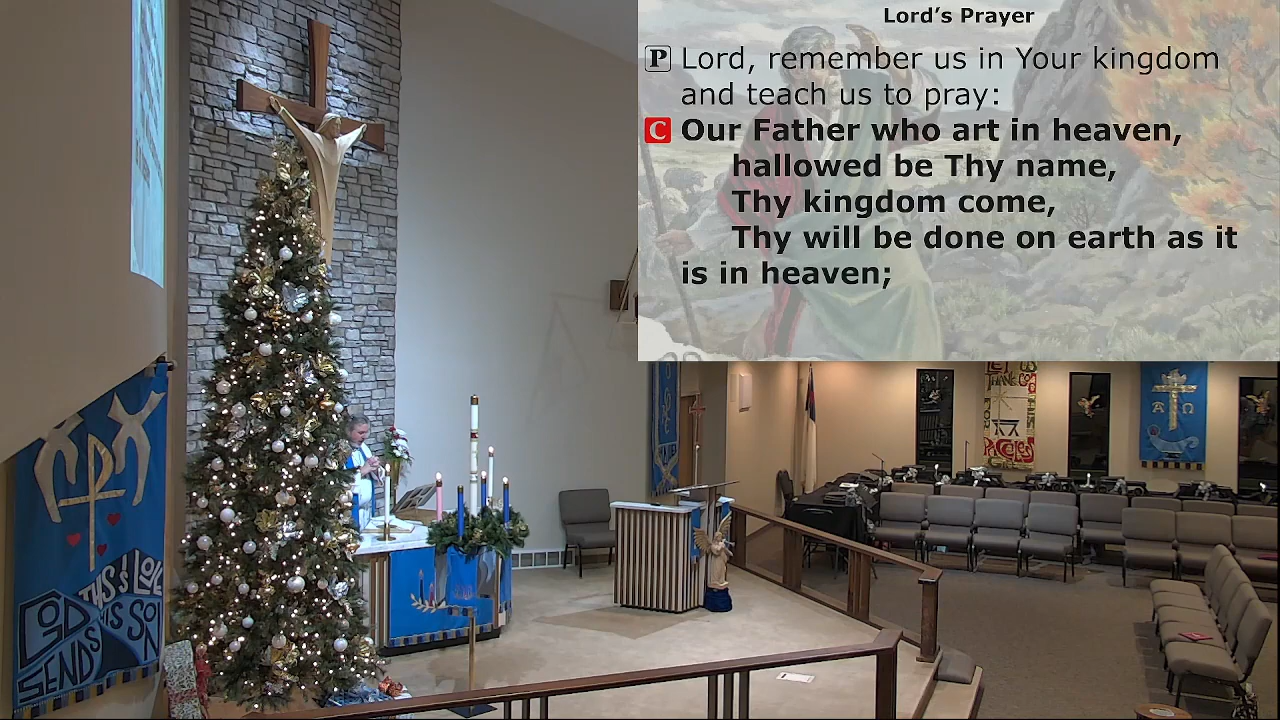 Lord's Prayer
P Lord, remember us in Your kingdom
and teach us to pray:
C Our Father who art in heaven,
hallowed be Thy name,
Thy kingdom come,
Thy will be done on earth as it
is in heaven;
THIS IS LOVE
GOD
HIS SON
SENDS
Α Ω